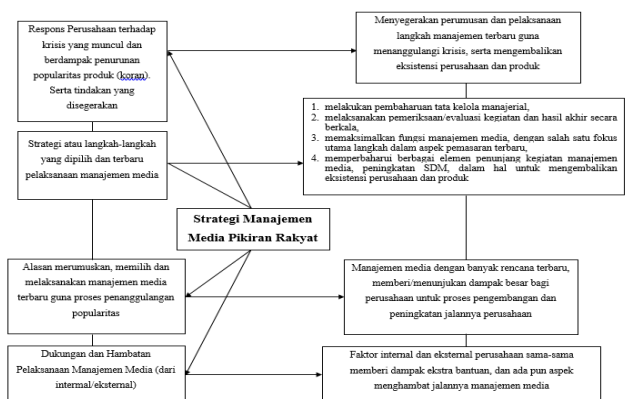 Respons Perusahaan terhadap
krisis yang muncul dan
berdampak penurunan
popularitas produk (koran).
Serta tindakan yang
disegerakan
Menyegerakan perumusan dan pelaksanaan
langkah manajemen terbaru guna
menanggulangi krisis, serta mengembalikan
eksistensi perusahaan dan produk
Strategi atau langkah-langkah
yang dipilih dan terbaru
pelaksanaan manajemen media
1. melakukan pembaharuan tata kelola manajerial,
2. melaksanakan pemeriksaan/evaluasi kegiatan dan hasil akhir secara
berkala,
3. memaksimalkan fungsi manajemen media, dengan salah satu fokus
utama langkah dalam aspek pemasaran terbaru,
4. memperbaharui berbagai elemen penunjang kegiatan manajemen
media, peningkatan SDM, dalam hal untuk mengembalikan
eksistensi perusahaan dan produk
Strategi Manajemen
Media Pikiran Rakyat
Alasan merumuskan, memilih dan
melaksanakan manajemen media
terbaru guna proses penanggulangan
popularitas
Manajemen media dengan banyak rencana terbaru,
memberi/menunjukan dampak besar bagi
perusahaan untuk proses pengembangan dan
peningkatan jalannya perusahaan
Dukungan dan Hambatan
Pelaksanaan Manajemen Media (dari
internal/eksternal)
Faktor internal dan eksternal perusahaan sama-sama
memberi dampak ekstra bantuan, dan ada pun aspek
menghambat jalannya manajemen media